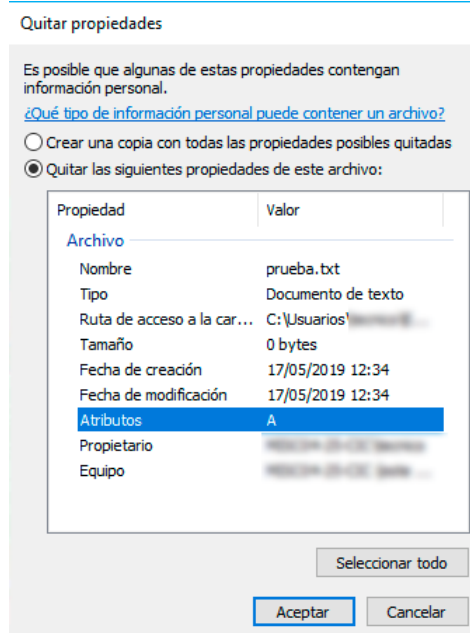 Quitar propiedades
Es posible que algunas de estas propiedades contengan
información personal.
¿Qué tipo de información personal puede contener un archivo?
Crear una copia con todas las propiedades posibles quitadas
Quitar las siguientes propiedades de este archivo:
Propiedad Valor
Archivo
Nombre prueba.txt
Tipo Documento de texto
Ruta de acceso a la car... C:\Usuarios\
Tamaño 0 bytes
Fecha de creación 17/05/2019 12:34
Fecha de modificación 17/05/2019 12:34
Atributos A
Propietario
Equipo
Seleccionar todo
Aceptar Cancelar